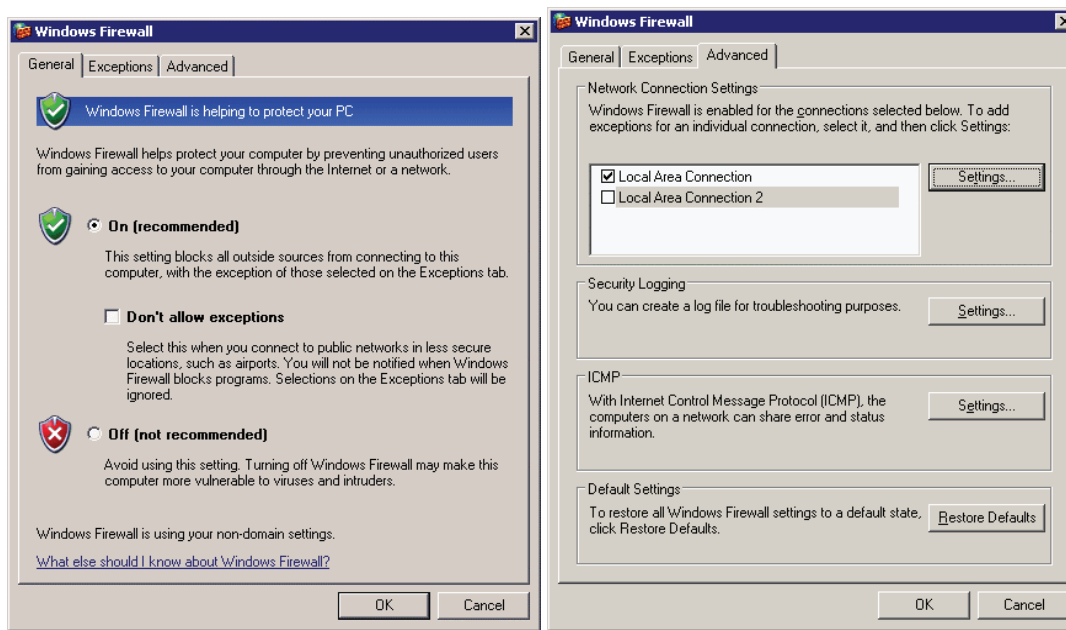 Windows Firewall
General Exceptions Advanced
Windows Firewall is helping to protect your PC
Windows Firewall helps protect your computer by preventing unauthorized users
from gaining access to your computer through the Internet or a network.
On (recommended)
This setting blocks all outside sources from connecting to this
computer, with the exception of those selected on the Exceptions tab.
Don't allow exceptions
Select this when you connect to public networks in less secure
locations, such as airports. You will not be notified when Windows
Firewall blocks programs. Selections on the Exceptions tab will be
ignored.
Off (not recommended)
Avoid using this setting. Turning off Windows Firewall may make this
computer more vulnerable to viruses and intruders.
Windows Firewall is using your non-domain settings.
What else should I know about Windows Firewall?
OK Cancel
Windows Firewall
General Exceptions Advanced
Network Connection Settings
Windows Firewall is enabled for the connections selected below. To add
exceptions for an individual connection, select it, and then click Settings:
Local Area Connection
Local Area Connection 2
Settings...
Security Logging
You can create a log file for troubleshooting purposes.
Settings...
ICMP
With Internet Control Message Protocol (ICMP), the
computers on a network can share error and status
information.
Settings...
Default Settings
To restore all Windows Firewall settings to a default state,
click Restore Defaults.
Restore Defaults
OK Cancel